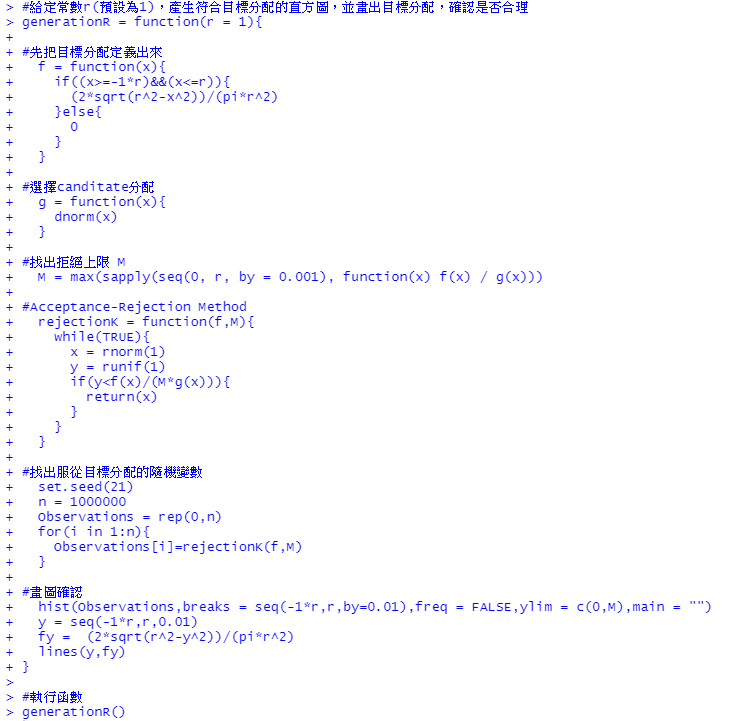 > #給定常數r(預設為1)，產生符合目標分配的直方圖，並畫出目標分配，確認是否合理
> generationR = function(r = 1){
+
+ #先把目標分配定義出來
+   f = function(x){
+     if((x>=-1*r)&&(x<=r)){
+       (2*sqrt(r^2-x^2))/(pi*r^2)
+     }else{
+       0
+     }
+   }
+
+ #選擇canditate分配
+   g = function(x){
+     dnorm(x)
+   }
+
+ #找出拒絕上限 M
+   M = max(sapply(seq(0, r, by = 0.001), function(x) f(x) / g(x)))
+
+ #Acceptance-Rejection Method
+   rejectionK = function(f,M){
+     while(TRUE){
+       x = rnorm(1)
+       y = runif(1)
+       if(y<f(x)/(M*g(x))){
+         return(x)
+       }
+     }
+   }
+
+ #找出服從目標分配的隨機變數
+   set.seed(21)
+   n = 1000000
+   Observations = rep(0,n)
+   for(i in 1:n){
+     Observations[i]=rejectionK(f,M)
+   }
+
+ #畫圖確認
+   hist(Observations,breaks = seq(-1*r,r,by=0.01),freq = FALSE,ylim = c(0,M),main = "")
+   y = seq(-1*r,r,0.01)
+   fy =  (2*sqrt(r^2-y^2))/(pi*r^2)
+   lines(y,fy)
+ }
>
> #執行函數
> generationR()